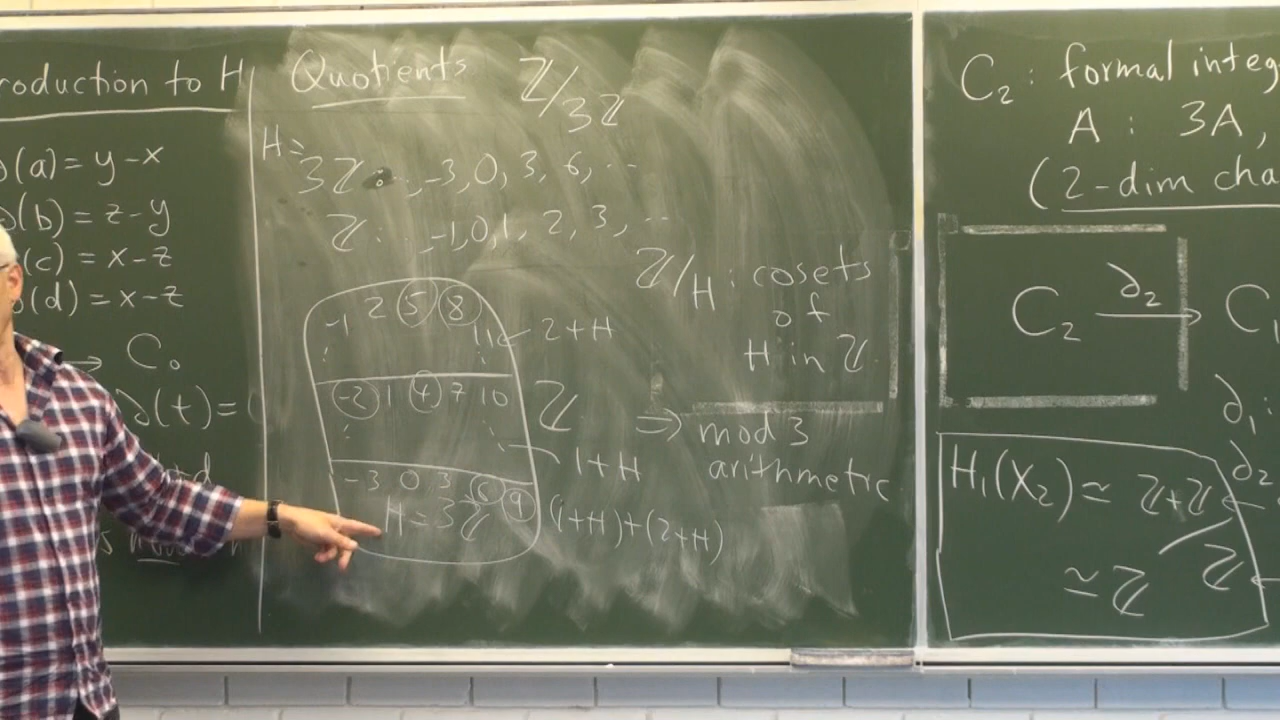 roduction to H
∂(a) = y-x
∂(b) = z-y
(c) = x-z
(d) = x-z
→ C₀
∂(t) =
Quotients ℤ/3ℤ
H =
3ℤ : .., -3, 0, 3, 6, ...
ℤ : .., -1, 0, 1, 2, 3, ...
-1 2 5 8 11
2+H
-2 1 4 7 10
ℤ
1+H
-3 0 3 6 9
H = 3ℤ
(1+H)+(2+H)
ℤ/H : cosets
of
H in ℤ
⇒ mod 3
arithmetic
C₂ : formal integ
A : 3A,
(2-dim cha
C₂ ∂₂→ C₁
∂₁ :
∂₂
H₁(X₂) ≃ ℤ+ℤ / ℤ
≃ ℤ